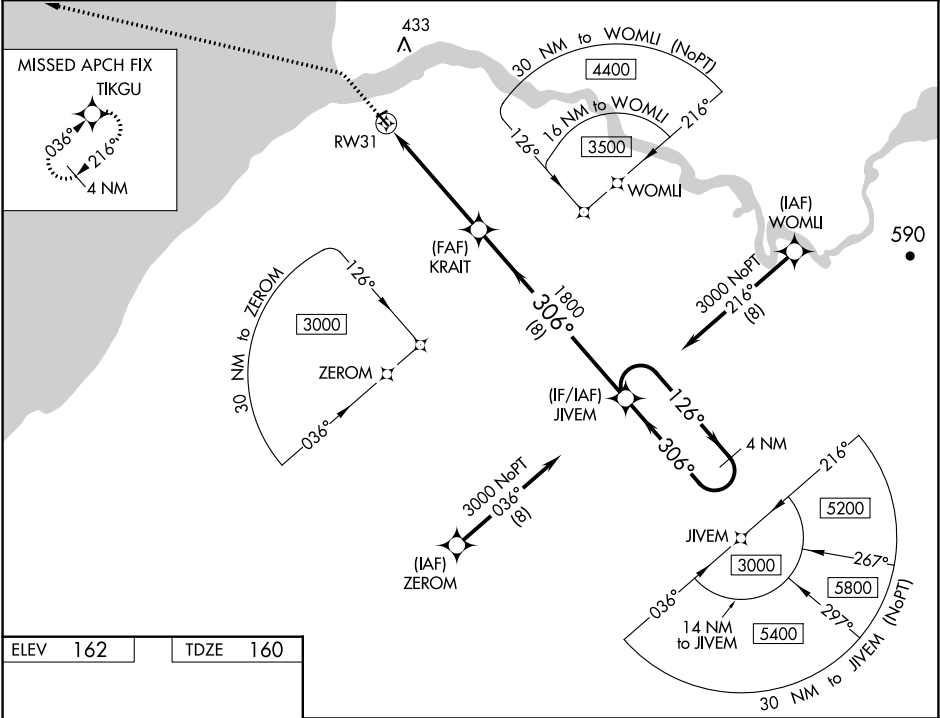 MISSED APCH FIX
TIKGU
036°
216°
4 NM
433
RW31
30 NM to WOMLI (NoPT)
4400
16 NM to WOMLI
3500
126°
216°
WOMLI
(IAF)
WOMLI
590
3000 NoPT
216°
(8)
(FAF)
KRAIT
1800
306°
(8)
30 NM to ZEROM
126°
3000
ZEROM
036°
(IF/IAF)
JIVEM
126°
306°
4 NM
3000 NoPT
036°
(8)
(IAF)
ZEROM
216°
5200
JIVEM
3000
267°
5800
297°
036°
14 NM
to JIVEM
5400
30 NM to JIVEM (NoPT)
ELEV 162
TDZE 160